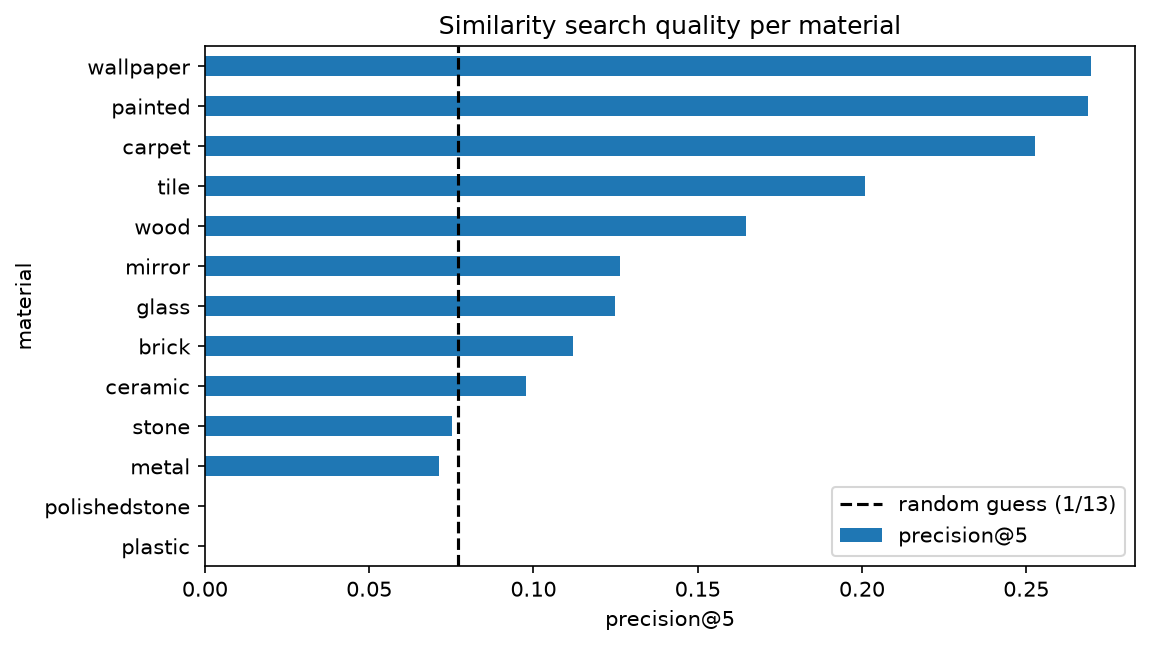 Similarity search quality per material
material
wallpaper
painted
carpet
tile
wood
mirror
glass
brick
ceramic
stone
metal
polishedstone
plastic
random guess (1/13)
precision@5
0.00 0.05 0.10 0.15 0.20 0.25
precision@5